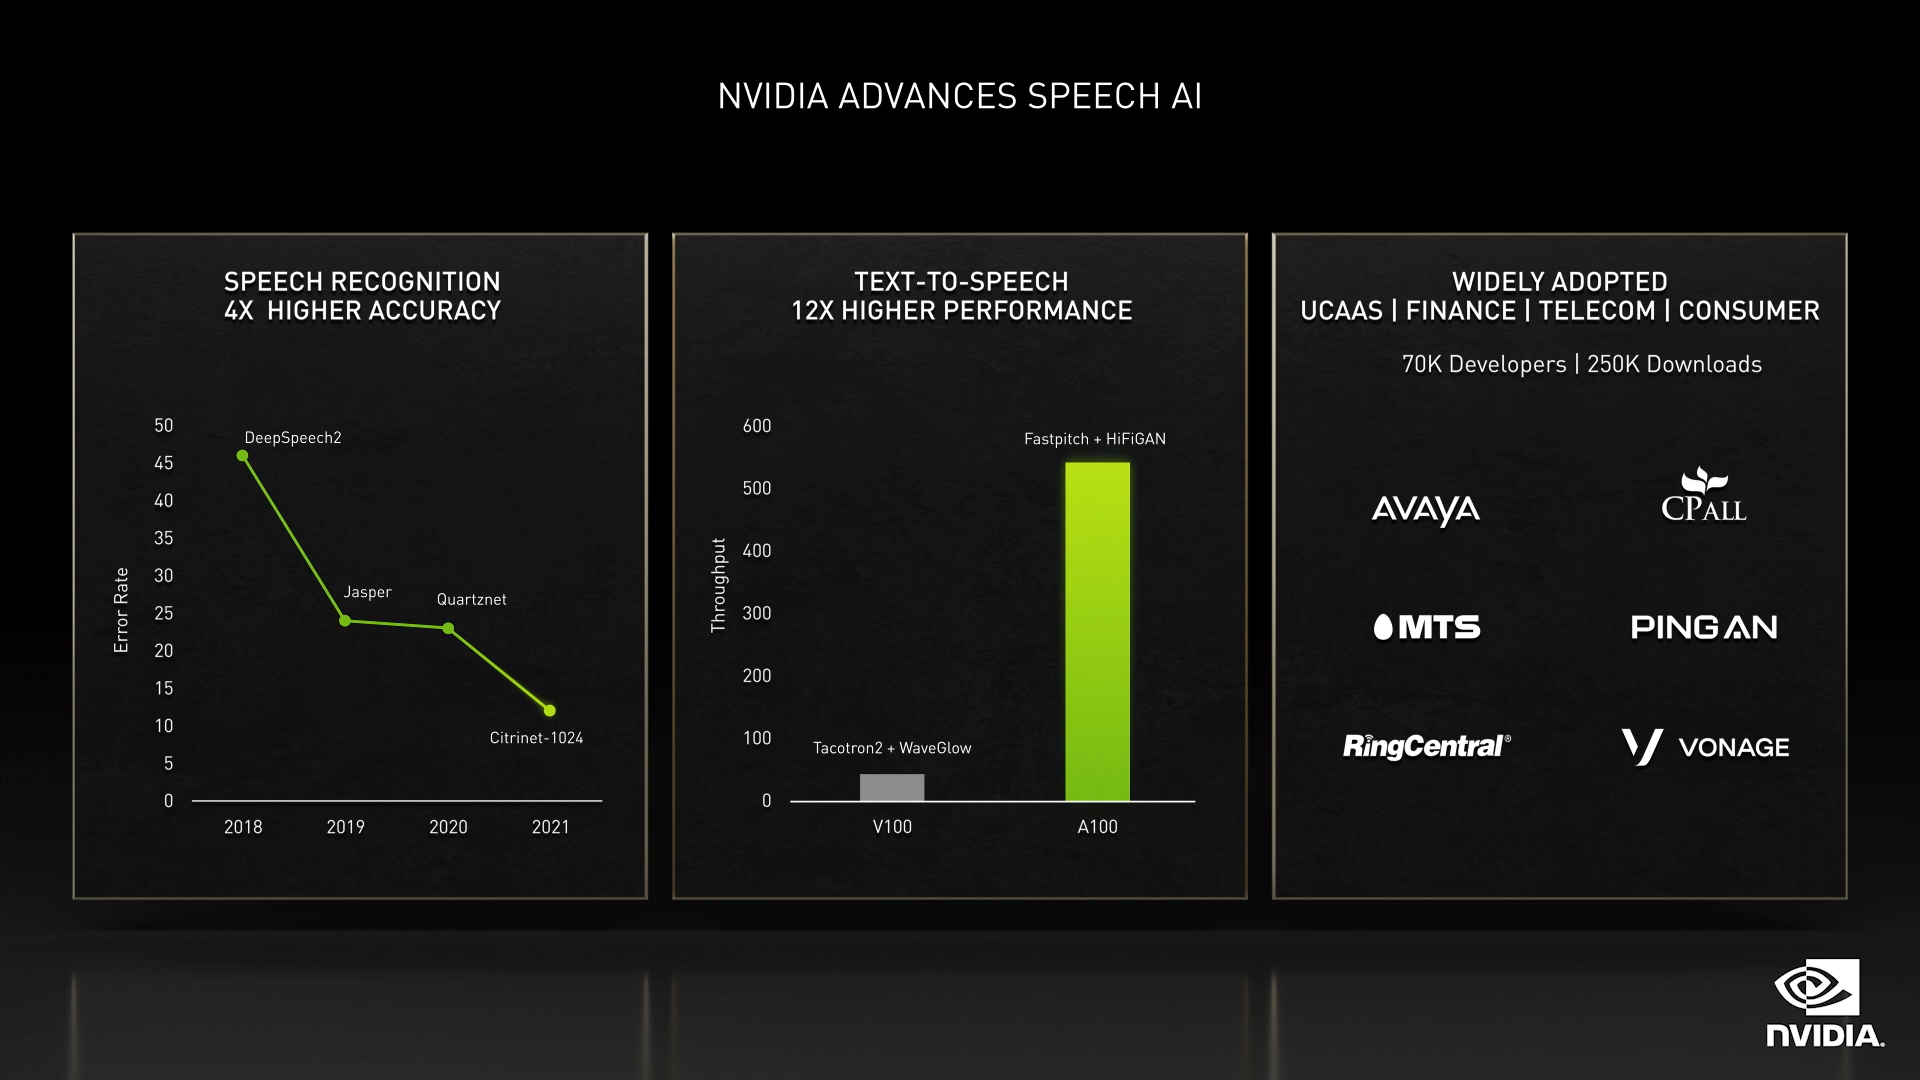 NVIDIA ADVANCES SPEECH AI
SPEECH RECOGNITION
4X HIGHER ACCURACY
50
45
40
35
30
25
20
15
10
5
0
Error Rate
DeepSpeech2
Jasper
Quartznet
Citrinet-1024
2018 2019 2020 2021
TEXT-TO-SPEECH
12X HIGHER PERFORMANCE
600
500
400
300
200
100
0
Throughput
Fastpitch + HiFiGAN
Tacotron2 + WaveGlow
V100 A100
WIDELY ADOPTED
UCAAS | FINANCE | TELECOM | CONSUMER
70K Developers | 250K Downloads
AVAYA
CPALL
MTS
PING AN
RingCentral®
VONAGE
NVIDIA.